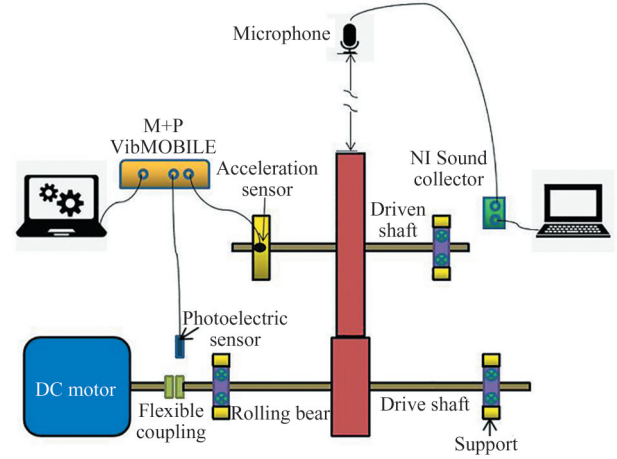 Microphone
M+P
VibMOBILE
Acceleration
sensor
NI Sound
collector
Driven
shaft
Photoelectric
sensor
DC motor
Flexible
coupling
Rolling bear
Drive shaft
Support